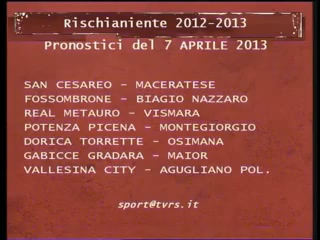 Rischianiente 2012-2013
Pronostici del 7 APRILE 2013
SAN CESAREO - MACERATESE
FOSSOMBRONE - BIAGIO NAZZARO
REAL METAURO - VISMARA
POTENZA PICENA - MONTEGIORGIO
DORICA TORRETTE - OSIMANA
GABICCE GRADARA - MAIOR
VALLESINA CITY - AGUGLIANO POL.
sport@tvrs.it